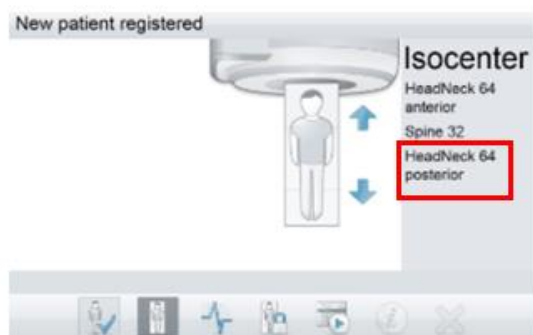 New patient registered
Isocenter
HeadNeck 64
anterior
Spine 32
HeadNeck 64
posterior